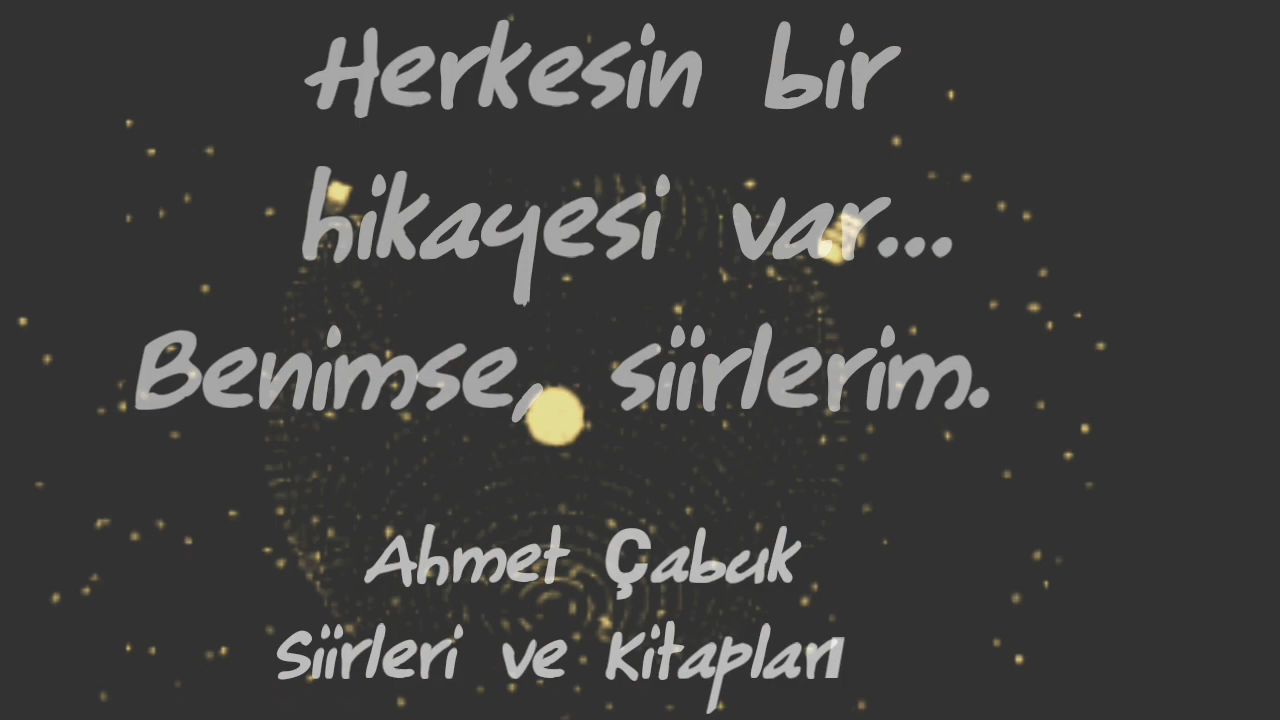 Herkesin bir
hikayesi var...
Benimse, siirlerim.
Ahmet Çabuk
Siirleri ve Kitapları